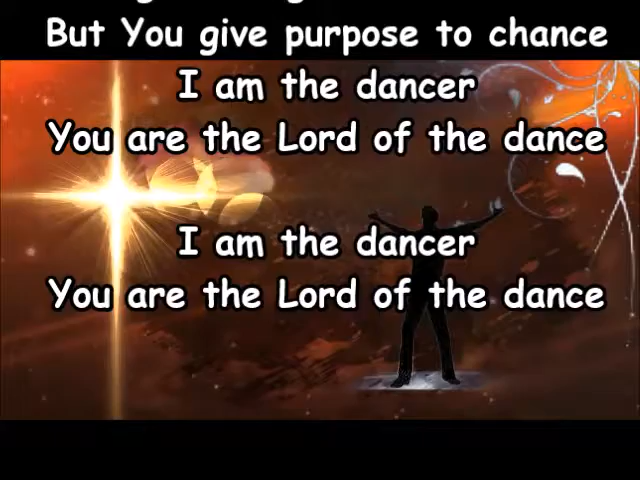 But You give purpose to chance
I am the dancer
You are the Lord of the dance
I am the dancer
You are the Lord of the dance